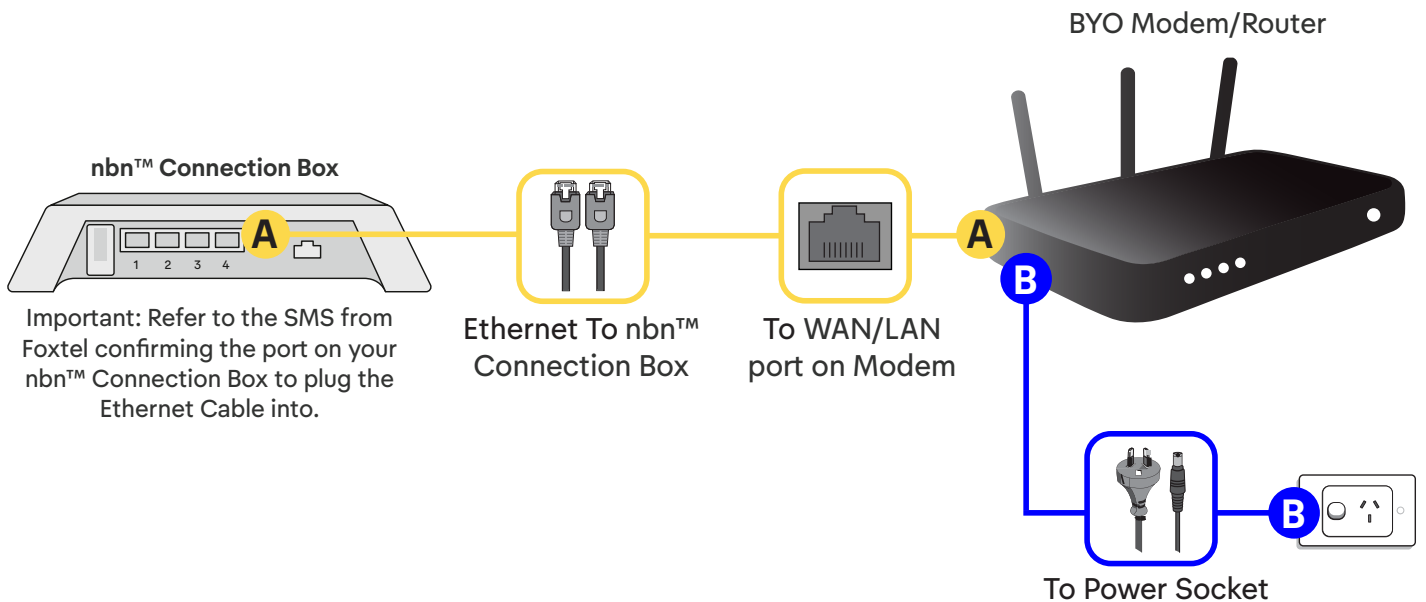 BYO Modem/Router
nbn™ Connection Box
A
1 2 3 4
Important: Refer to the SMS from
Foxtel confirming the port on your
nbn™ Connection Box to plug the
Ethernet Cable into.
Ethernet To nbn™
Connection Box
To WAN/LAN
port on Modem
A
B
B
To Power Socket